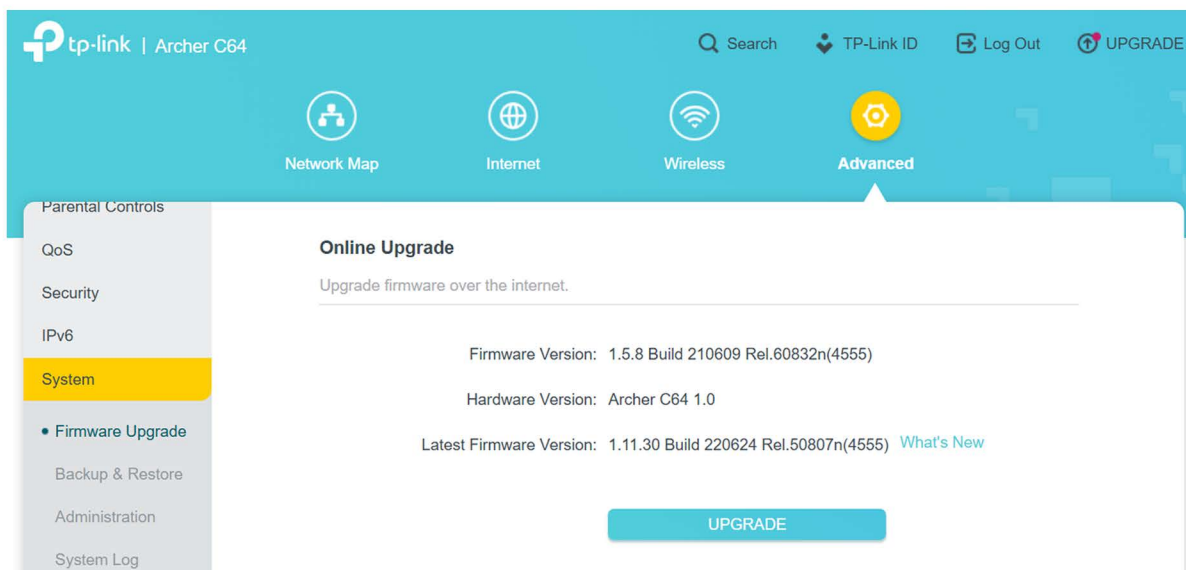 tp-link | Archer C64
Search TP-Link ID Log Out UPGRADE
Network Map Internet Wireless Advanced
Parental Controls
QoS
Security
IPv6
System
Firmware Upgrade
Backup & Restore
Administration
System Log
Online Upgrade
Upgrade firmware over the internet.
Firmware Version: 1.5.8 Build 210609 Rel.60832n(4555)
Hardware Version: Archer C64 1.0
Latest Firmware Version: 1.11.30 Build 220624 Rel.50807n(4555) What's New
UPGRADE